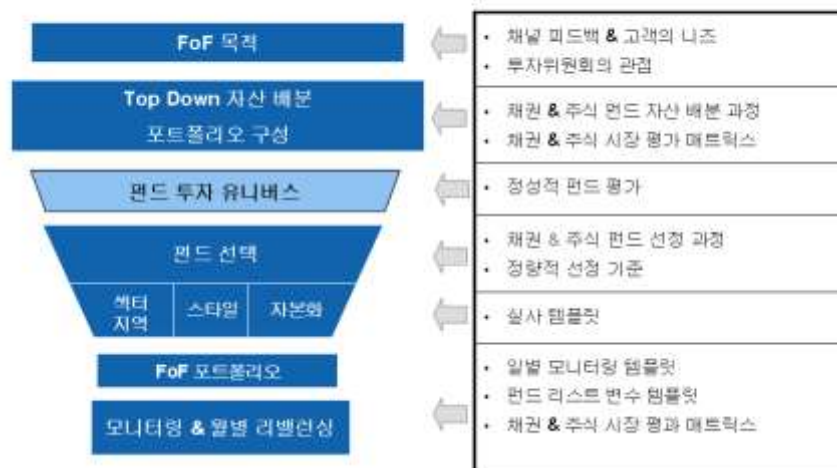 FoF 목적
Top Down 자산 배분
포트폴리오 구성
펀드 투자 유니버스
펀드 선택
섹터
지역
스타일
자본화
FoF 포트폴리오
모니터링 & 월별 리밸런싱
• 채널 피드백 & 고객의 니즈
• 투자위원회의 관점
• 채권 & 주식 펀드 자산 배분 과정
• 채권 & 주식 시장 평가 매트릭스
• 정성적 펀드 평가
• 채권 & 주식 펀드 선정 과정
• 정량적 선정 기준
• 실사 템플릿
• 일별 모니터링 템플릿
• 펀드 리스트 변수 템플릿
• 채권 & 주식 시장 평과 매트릭스